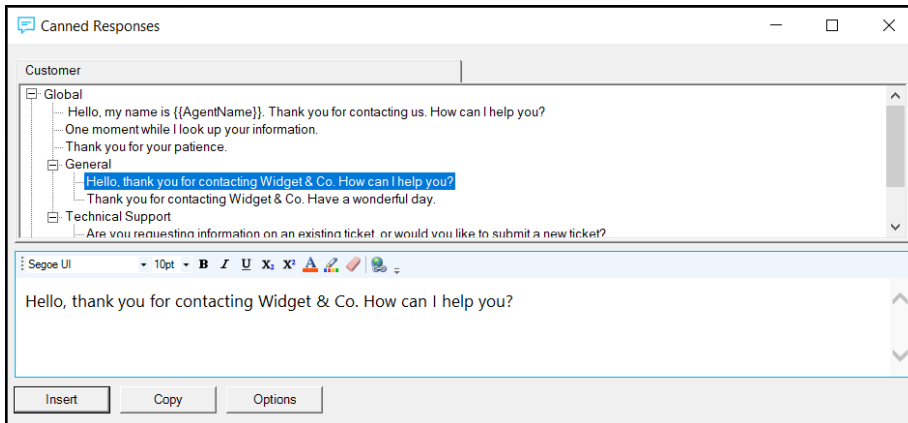 Canned Responses
Customer
Global
Hello, my name is {{AgentName}}. Thank you for contacting us. How can I help you?
One moment while I look up your information.
Thank you for your patience.
General
Hello, thank you for contacting Widget & Co. How can I help you?
Thank you for contacting Widget & Co. Have a wonderful day.
Technical Support
Are you requesting information on an existing ticket, or would you like to submit a new ticket?
Segoe UI 10pt B I U X₂ X² A
Hello, thank you for contacting Widget & Co. How can I help you?
Insert Copy Options